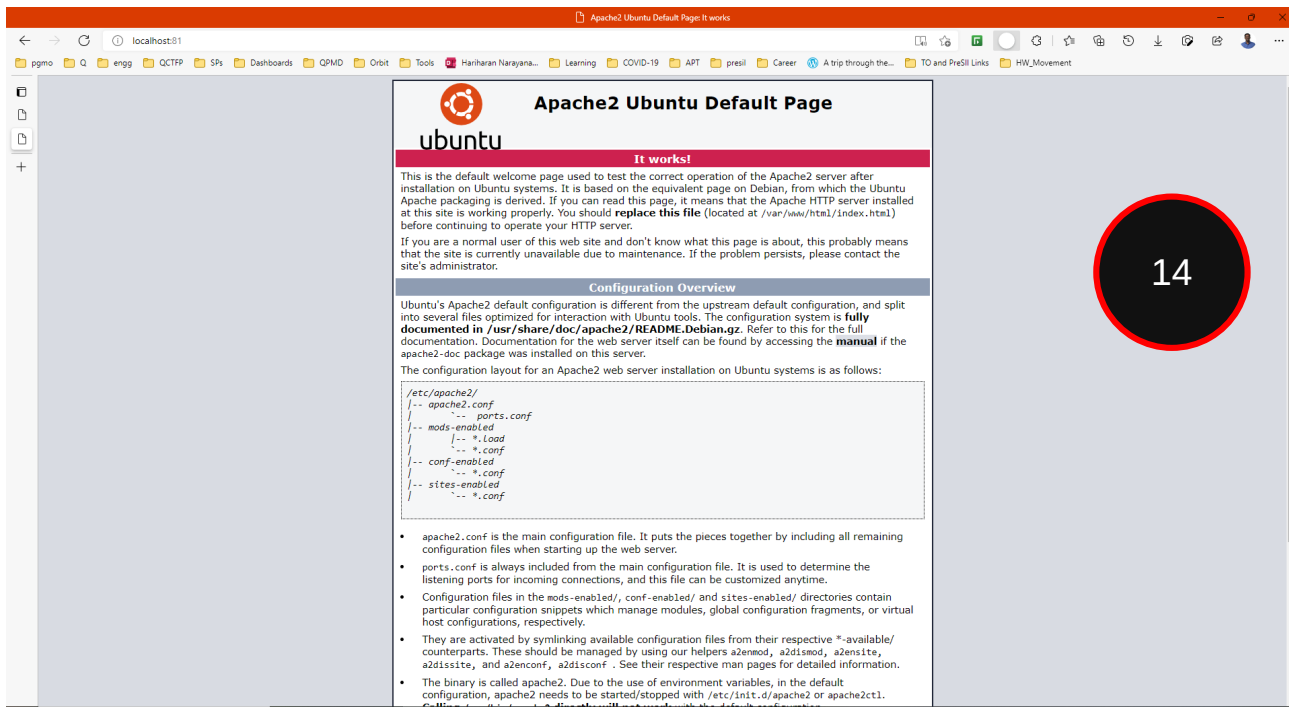 Apache2 Ubuntu Default Page: It works
localhost:81
pgmo Q engg QCTFP SPs Dashboards QPMD Orbit Tools Hariharan Narayana... Learning COVID-19 APT presil Career A trip through the... TO and PreSIl Links HW_Movement
ubuntu
Apache2 Ubuntu Default Page
It works!
This is the default welcome page used to test the correct operation of the Apache2 server after
installation on Ubuntu systems. It is based on the equivalent page on Debian, from which the Ubuntu
Apache packaging is derived. If you can read this page, it means that the Apache HTTP server installed
at this site is working properly. You should replace this file (located at /var/www/html/index.html)
before continuing to operate your HTTP server.
If you are a normal user of this web site and don't know what this page is about, this probably means
that the site is currently unavailable due to maintenance. If the problem persists, please contact the
site's administrator.
14
Configuration Overview
Ubuntu's Apache2 default configuration is different from the upstream default configuration, and split
into several files optimized for interaction with Ubuntu tools. The configuration system is fully
documented in /usr/share/doc/apache2/README.Debian.gz. Refer to this for the full
documentation. Documentation for the web server itself can be found by accessing the manual if the
apache2-doc package was installed on this server.
The configuration layout for an Apache2 web server installation on Ubuntu systems is as follows:
/etc/apache2/
|-- apache2.conf
|       `--  ports.conf
|-- mods-enabled
|       |-- *.load
|       `-- *.conf
|-- conf-enabled
|       `-- *.conf
|-- sites-enabled
|       `-- *.conf
• apache2.conf is the main configuration file. It puts the pieces together by including all remaining
configuration files when starting up the web server.
• ports.conf is always included from the main configuration file. It is used to determine the
listening ports for incoming connections, and this file can be customized anytime.
• Configuration files in the mods-enabled/, conf-enabled/ and sites-enabled/ directories contain
particular configuration snippets which manage modules, global configuration fragments, or virtual
host configurations, respectively.
• They are activated by symlinking available configuration files from their respective *-available/
counterparts. These should be managed by using our helpers a2enmod, a2dismod, a2ensite,
a2dissite, and a2enconf, a2disconf . See their respective man pages for detailed information.
• The binary is called apache2. Due to the use of environment variables, in the default
configuration, apache2 needs to be started/stopped with /etc/init.d/apache2 or apache2ctl.